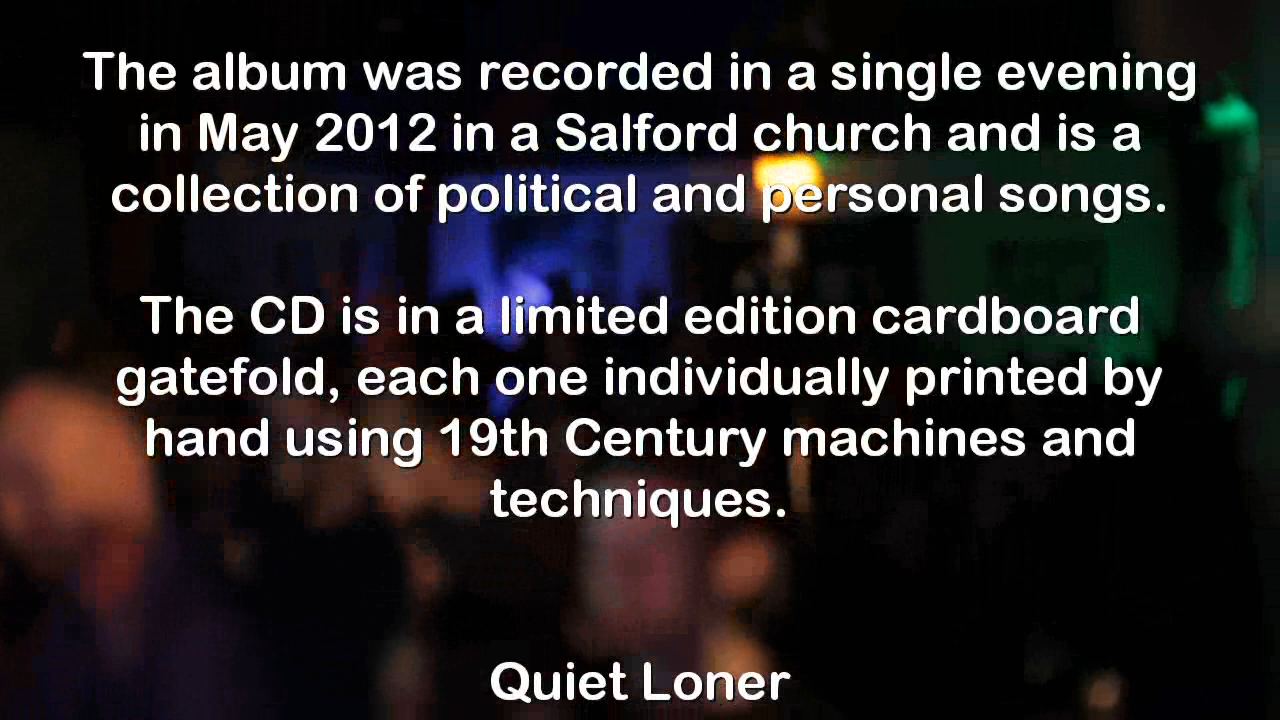 The album was recorded in a single evening
in May 2012 in a Salford church and is a
collection of political and personal songs.
The CD is in a limited edition cardboard
gatefold, each one individually printed by
hand using 19th Century machines and
techniques.
Quiet Loner